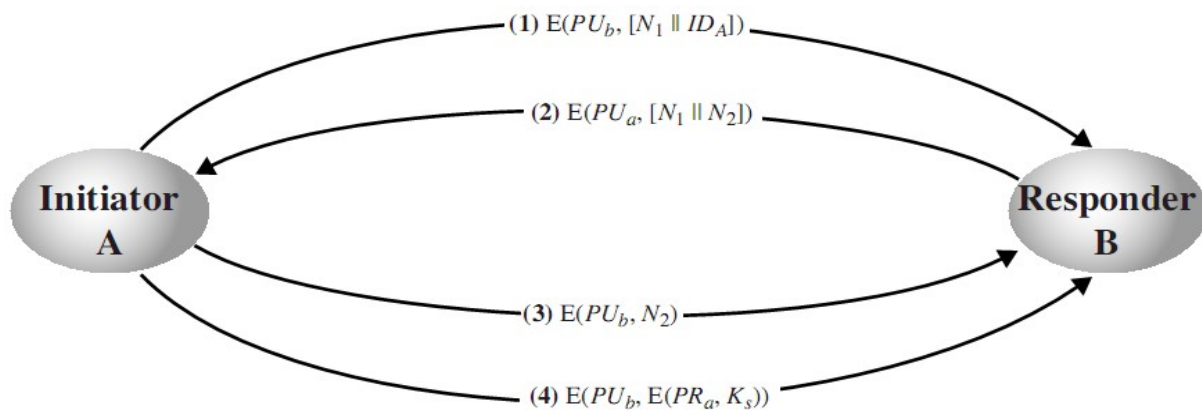 (1) E(PU_b, [N_1 || ID_A])
(2) E(PU_a, [N_1 || N_2])
Initiator
A
Responder
B
(3) E(PU_b, N_2)
(4) E(PU_b, E(PR_a, K_s))